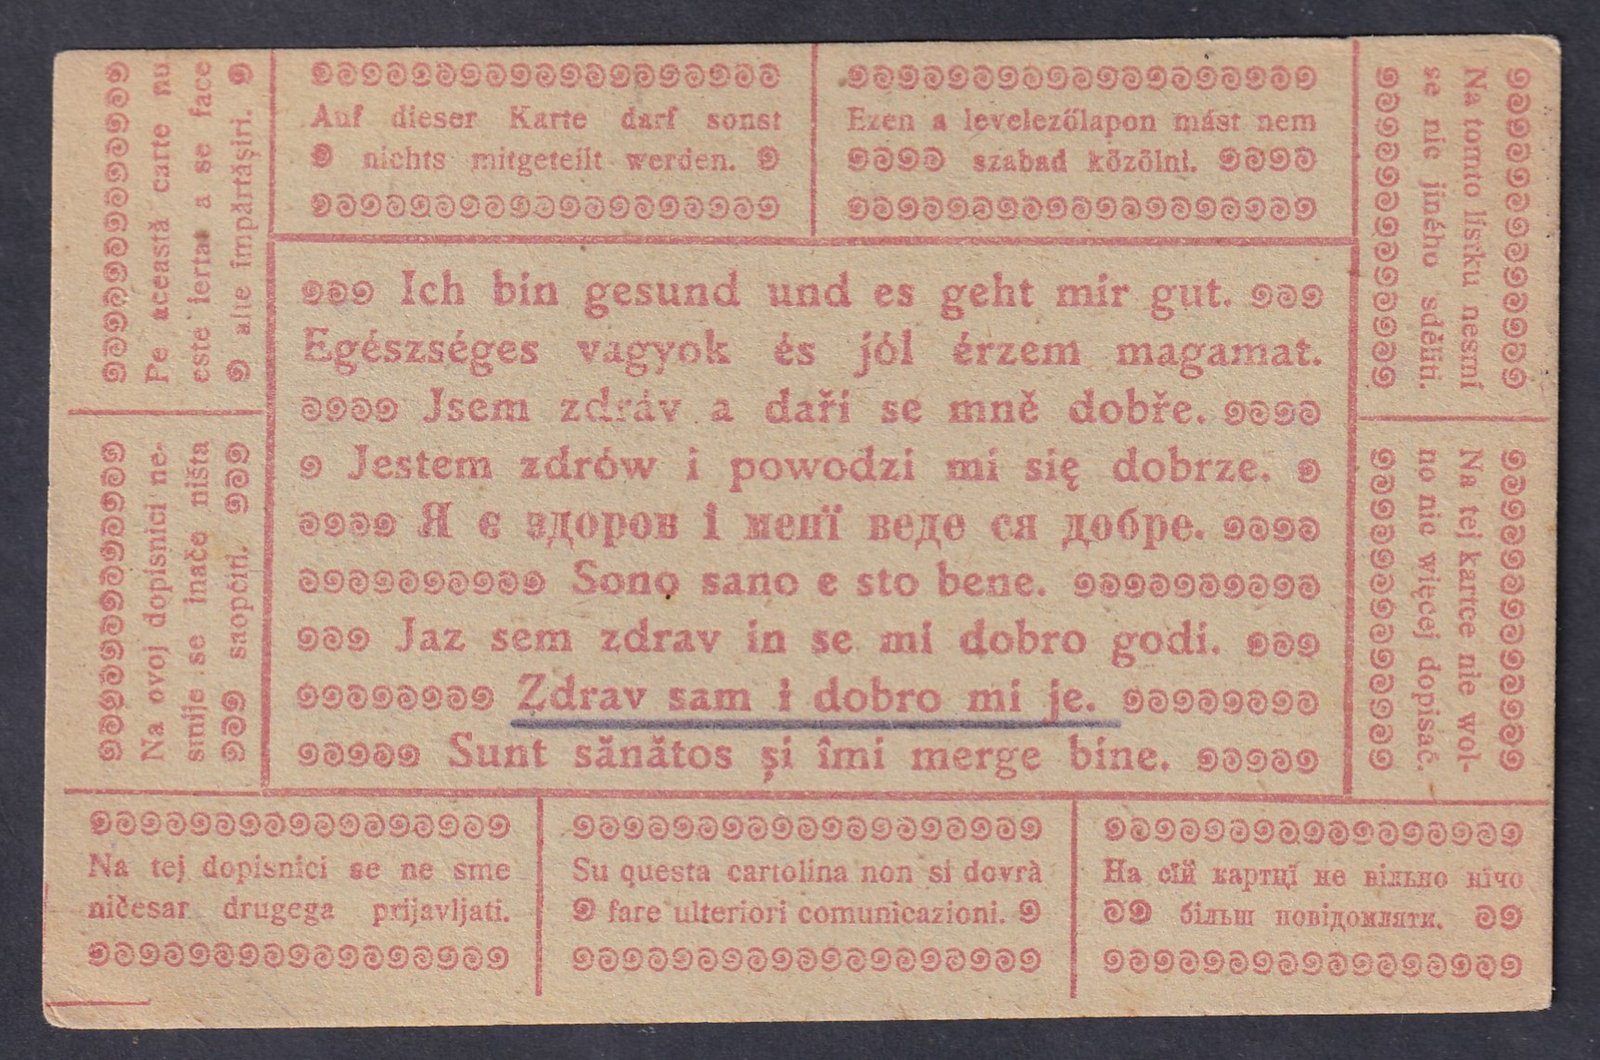 Auf dieser Karte darf sonst
nichts mitgeteilt werden.
Ezen a levelezőlapon mást nem
szabad közölni.
Pe această carte nu
este iertat a se face
alte împărtășiri.
Na ovoj dopisnici ne-
smije se inače ništa
saopćiti.
Ich bin gesund und es geht mir gut.
Egészséges vagyok és jól érzem magamat.
Jsem zdráv a daří se mně dobře.
Jestem zdrów i powodzi mi się dobrze.
Я є здоров і менї веде ся добре.
Sono sano e sto bene.
Jaz sem zdrav in se mi dobro godi.
Zdrav sam i dobro mi je.
Sunt sănătos și îmi merge bine.
Na tomto lístku nesmí
se nic jiného sděliti.
Na tej kartce nie wol-
no nic więcej dopisać.
Na tej dopisnici se ne sme
ničesar drugega prijavljati.
Su questa cartolina non si dovrà
fare ulteriori comunicazioni.
На сїй картцї не вільно нїчо
більш повідомляти.